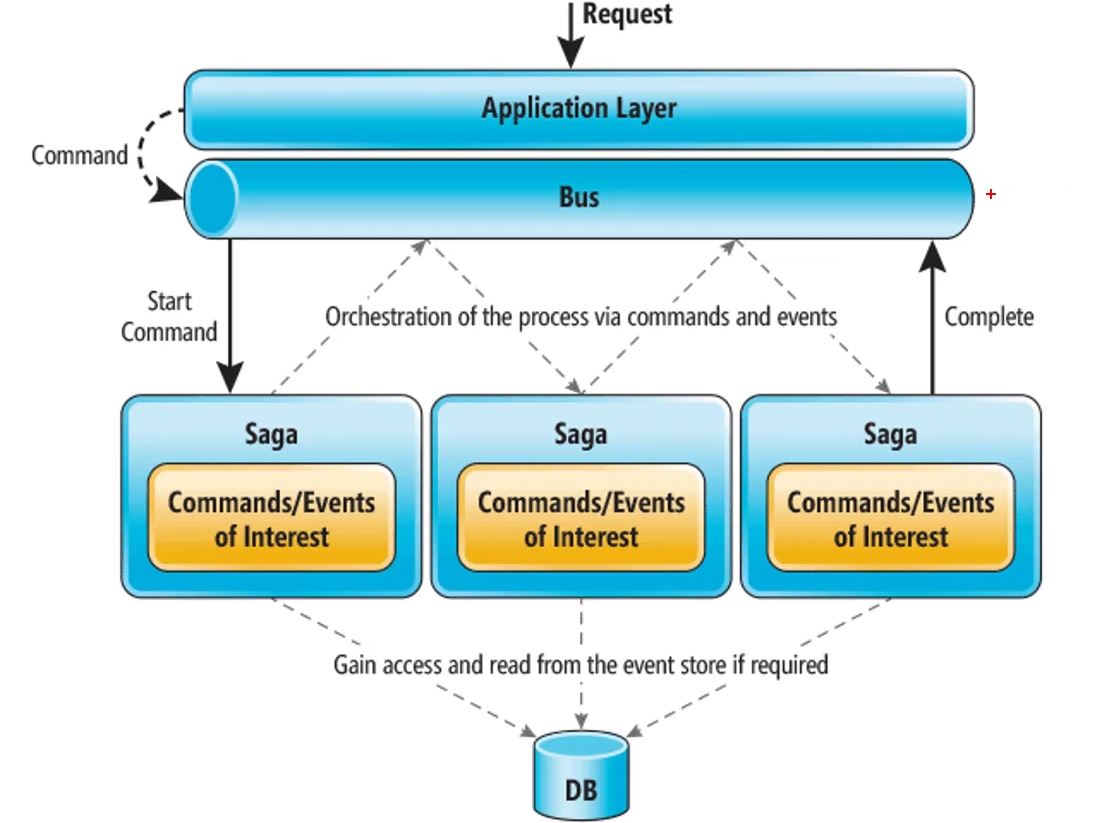 Request
Application Layer
Command
Bus
+
Start
Command
Orchestration of the process via commands and events
Complete
Saga
Commands/Events
of Interest
Saga
Commands/Events
of Interest
Saga
Commands/Events
of Interest
Gain access and read from the event store if required
DB